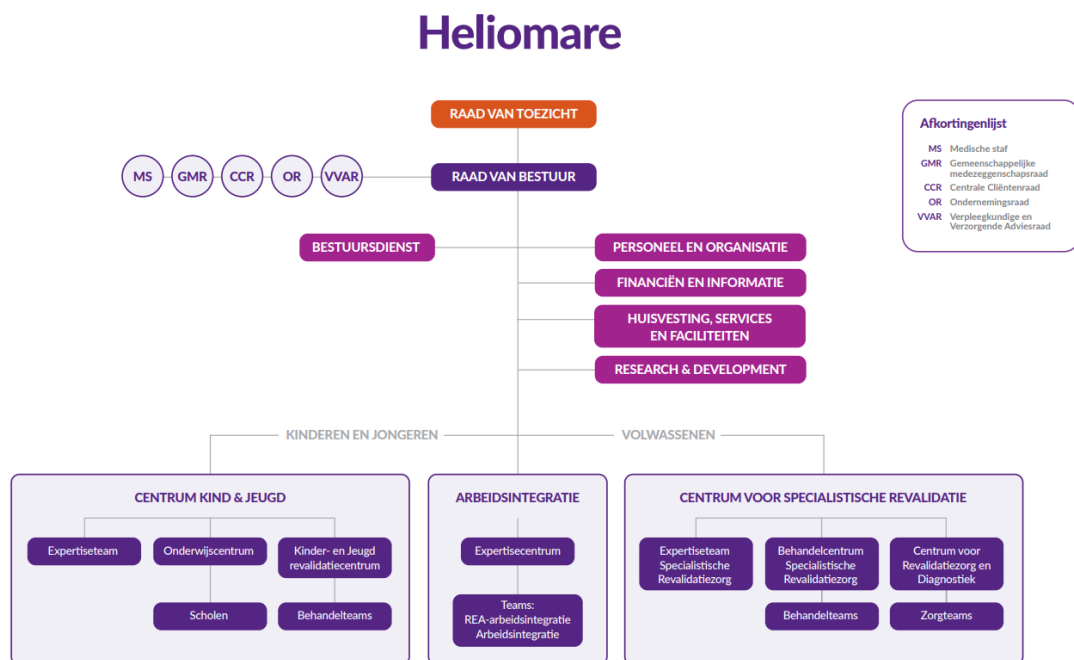 Heliomare
RAAD VAN TOEZICHT
Afkortingenlijst
MS Medische staf
GMR Gemeenschappelijke
medezeggenschapsraad
CCR Centrale Cliëntenraad
OR Ondernemingsraad
VVAR Verpleegkundige en
Verzorgende Adviesraad
MS
GMR
CCR
OR
VVAR
RAAD VAN BESTUUR
BESTUURSDIENST
PERSONEEL EN ORGANISATIE
FINANCIËN EN INFORMATIE
HUISVESTING, SERVICES
EN FACILITEITEN
RESEARCH & DEVELOPMENT
KINDEREN EN JONGEREN
VOLWASSENEN
CENTRUM KIND & JEUGD
Expertiseteam
Onderwijscentrum
Kinder- en Jeugd
revalidatiecentrum
Scholen
Behandelteams
ARBEIDSINTEGRATIE
Expertisecentrum
Teams:
REA-arbeidsintegratie
Arbeidsintegratie
CENTRUM VOOR SPECIALISTISCHE REVALIDATIE
Expertiseteam
Specialistische
Revalidatiezorg
Behandelcentrum
Specialistische
Revalidatiezorg
Centrum voor
Revalidatiezorg en
Diagnostiek
Behandelteams
Zorgteams